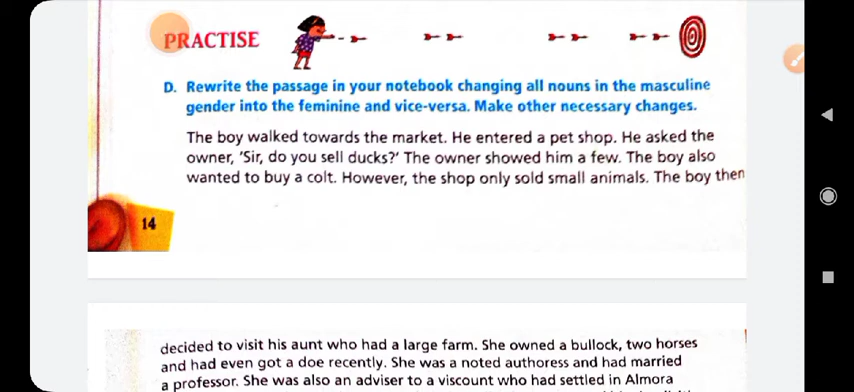 PRACTISE
D. Rewrite the passage in your notebook changing all nouns in the masculine
gender into the feminine and vice-versa. Make other necessary changes.
The boy walked towards the market. He entered a pet shop. He asked the
owner, 'Sir, do you sell ducks?' The owner showed him a few. The boy also
wanted to buy a colt. However, the shop only sold small animals. The boy then
14
decided to visit his aunt who had a large farm. She owned a bullock, two horses
and had even got a doe recently. She was a noted authoress and had married
a professor. She was also an adviser to a viscount who had settled in Almora